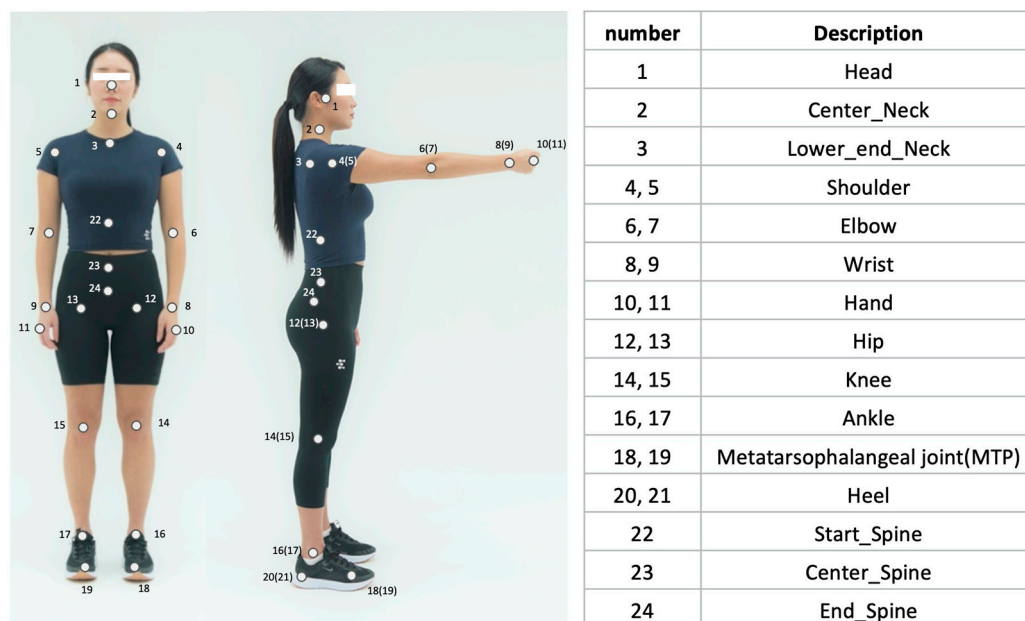 1
2
3
5
4
22
7
6
23
24
13
12
9
8
11
10
15
14
17
16
19
18
1
2
3
4(5)
6(7)
8(9)
10(11)
22
23
24
12(13)
14(15)
16(17)
20(21)
18(19)
number Description
1 Head
2 Center_Neck
3 Lower_end_Neck
4, 5 Shoulder
6, 7 Elbow
8, 9 Wrist
10, 11 Hand
12, 13 Hip
14, 15 Knee
16, 17 Ankle
18, 19 Metatarsophalangeal joint(MTP)
20, 21 Heel
22 Start_Spine
23 Center_Spine
24 End_Spine